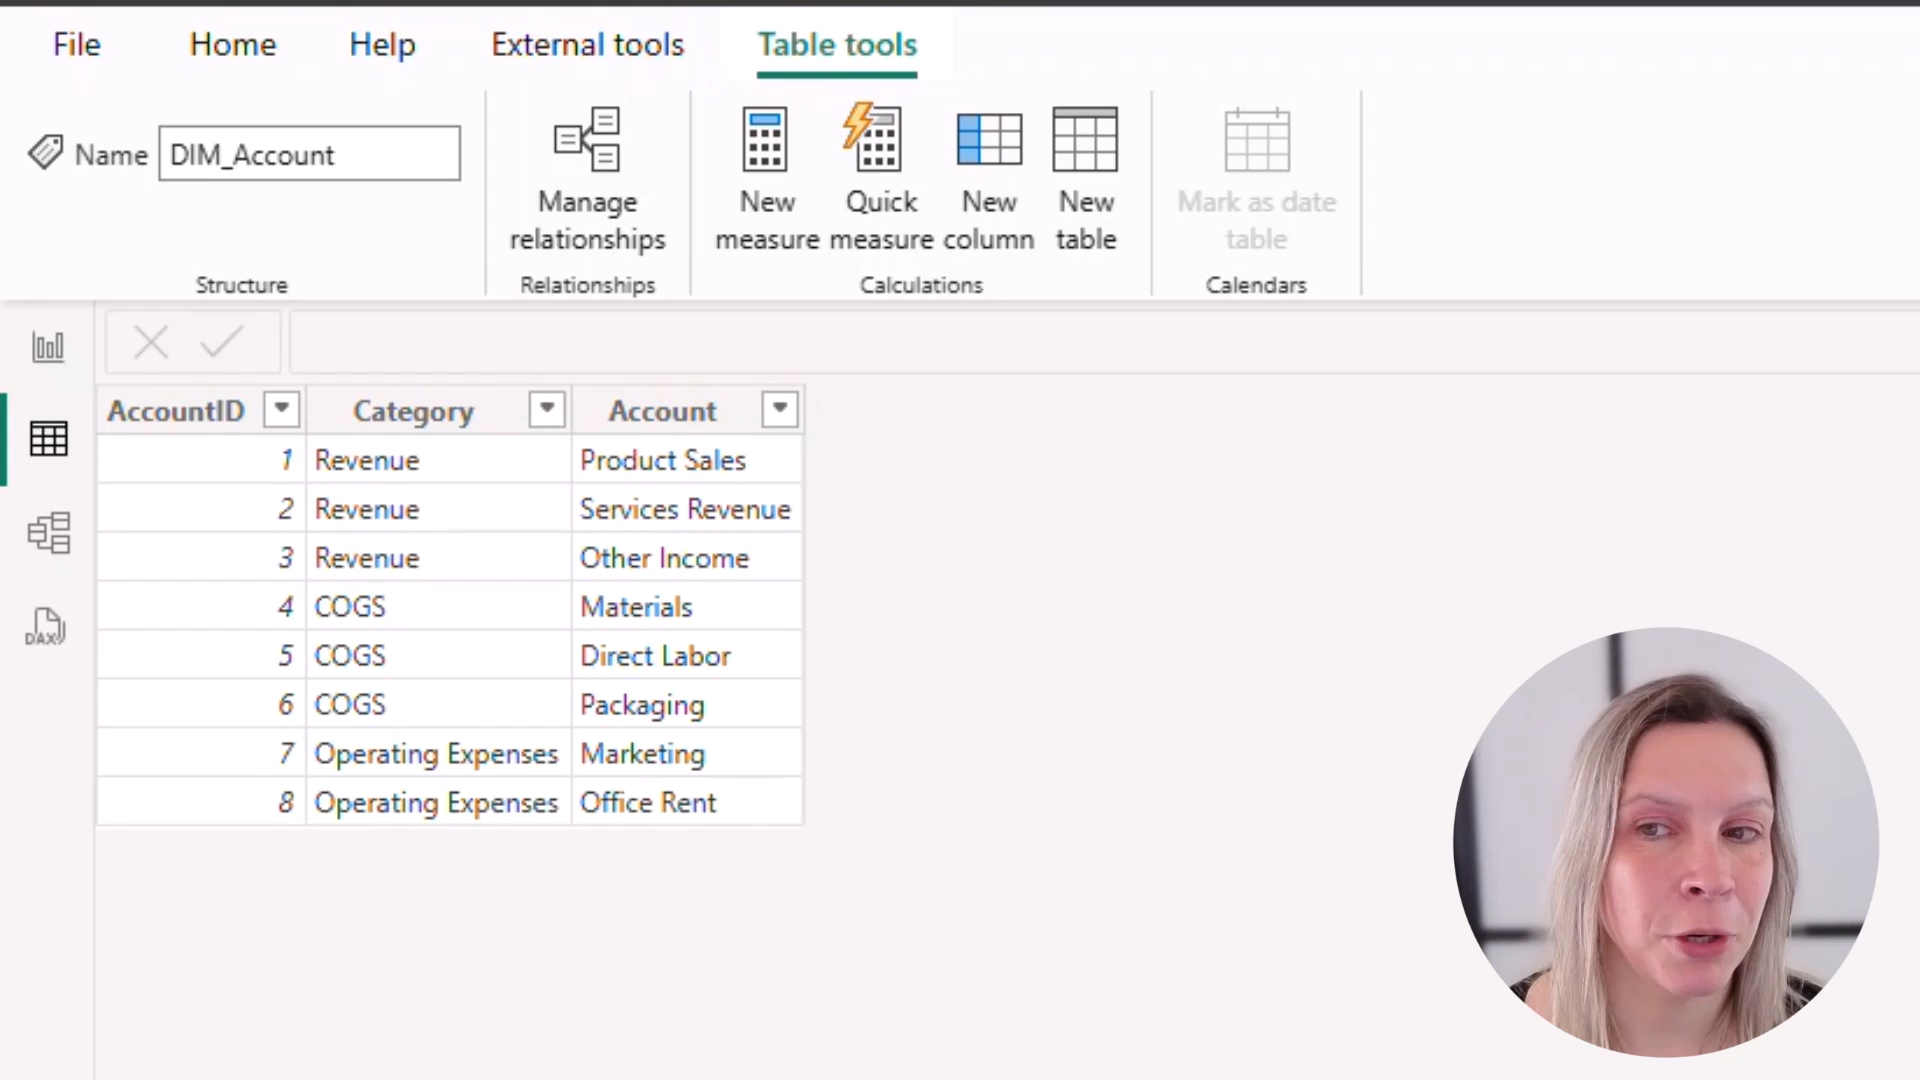 File Home Help External tools Table tools
Name DIM_Account
Manage relationships
New measure
Quick measure
New column
New table
Mark as date table
Structure Relationships Calculations Calendars
AccountID Category Account
1 Revenue Product Sales
2 Revenue Services Revenue
3 Revenue Other Income
4 COGS Materials
5 COGS Direct Labor
6 COGS Packaging
7 Operating Expenses Marketing
8 Operating Expenses Office Rent
DAX